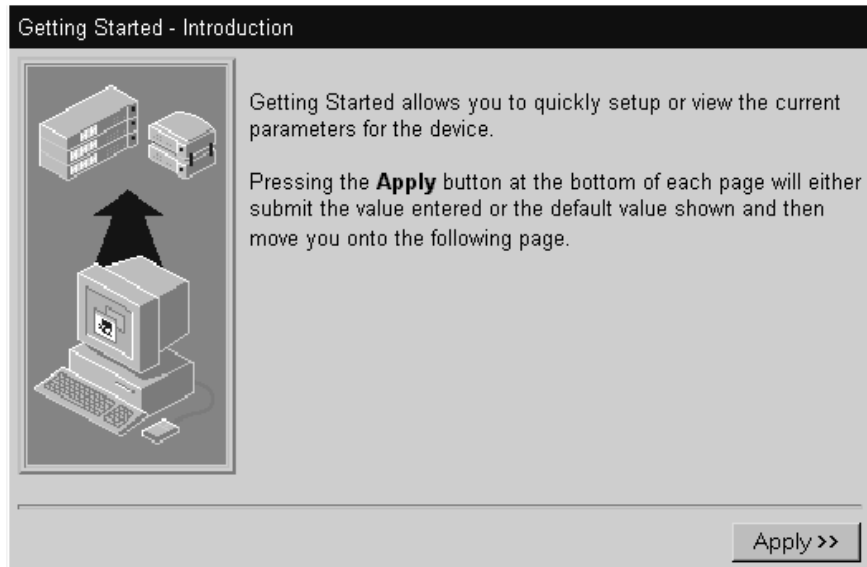 Getting Started - Introduction
Getting Started allows you to quickly setup or view the current
parameters for the device.
Pressing the Apply button at the bottom of each page will either
submit the value entered or the default value shown and then
move you onto the following page.
Apply >>